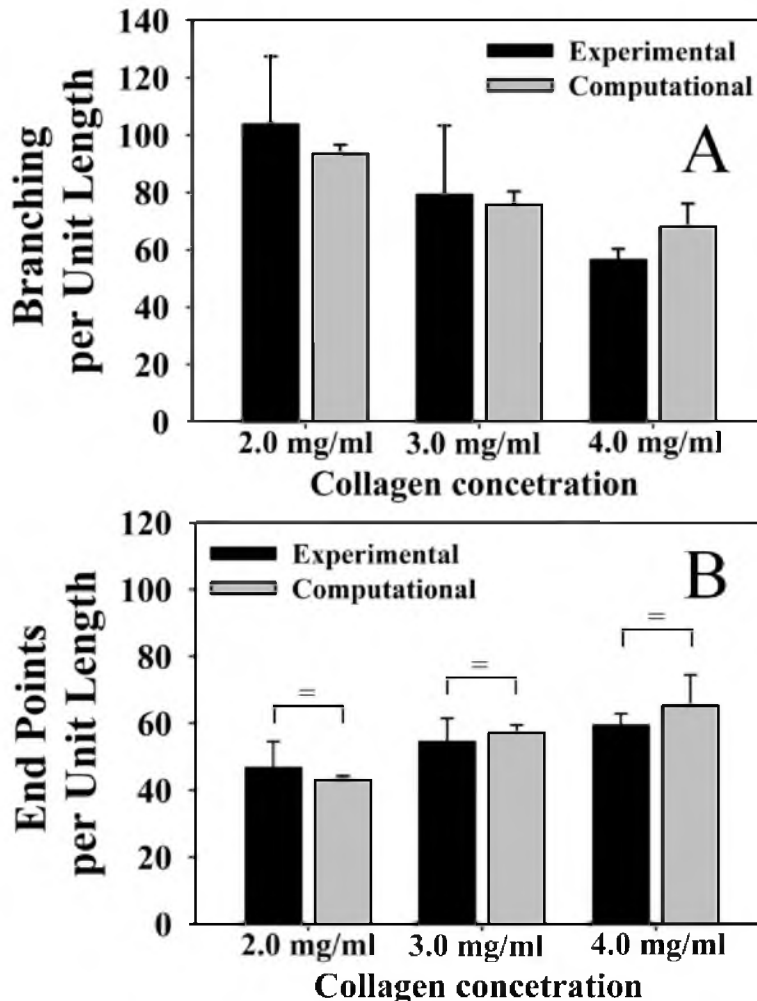 140
120
100
80
60
40
20
0
Branching
per Unit Length
Experimental
Computational
A
2.0 mg/ml 3.0 mg/ml 4.0 mg/ml
Collagen concetration
120
100
80
60
40
20
0
End Points
per Unit Length
Experimental
Computational
B
=
=
=
2.0 mg/ml 3.0 mg/ml 4.0 mg/ml
Collagen concetration